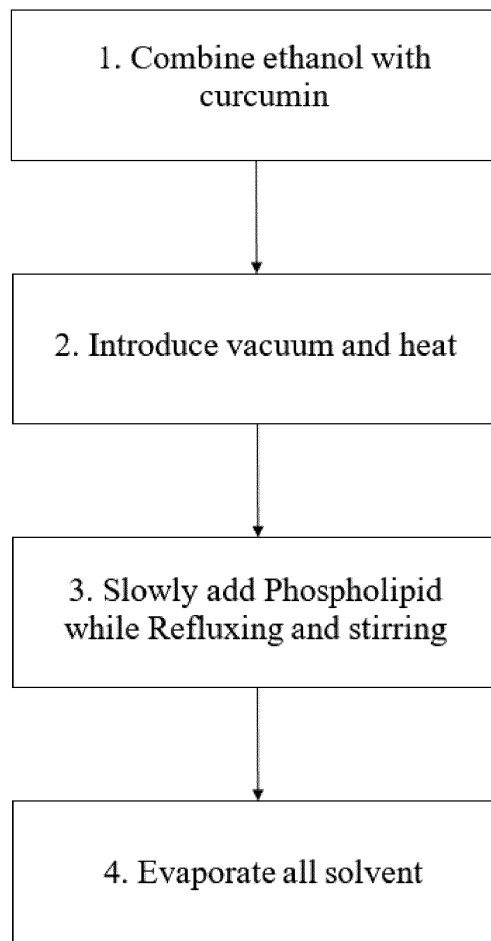 1. Combine ethanol with
curcumin
2. Introduce vacuum and heat
3. Slowly add Phospholipid
while Refluxing and stirring
4. Evaporate all solvent